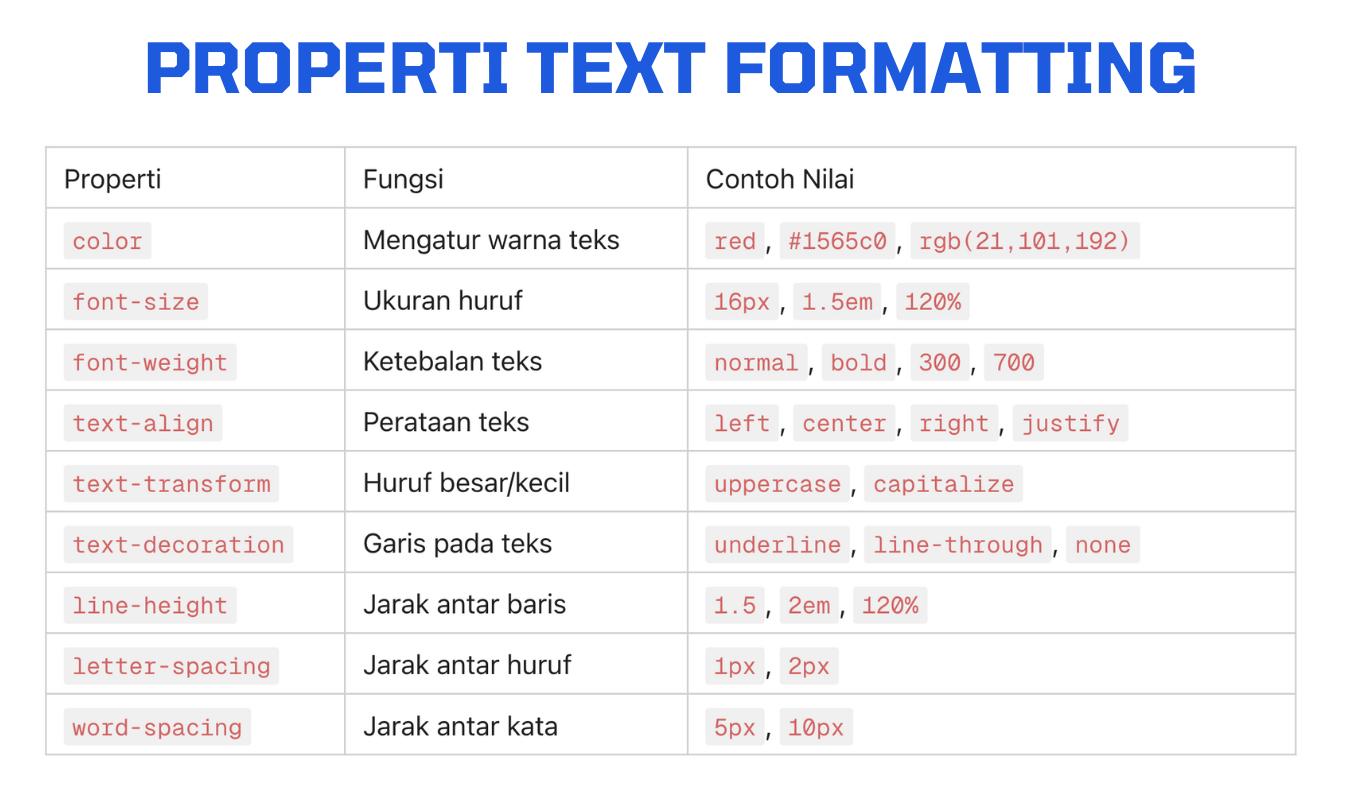 PROPERTI TEXT FORMATTING
Properti Fungsi Contoh Nilai
color Mengatur warna teks red, #1565c0, rgb(21,101,192)
font-size Ukuran huruf 16px, 1.5em, 120%
font-weight Ketebalan teks normal, bold, 300, 700
text-align Perataan teks left, center, right, justify
text-transform Huruf besar/kecil uppercase, capitalize
text-decoration Garis pada teks underline, line-through, none
line-height Jarak antar baris 1.5, 2em, 120%
letter-spacing Jarak antar huruf 1px, 2px
word-spacing Jarak antar kata 5px, 10px